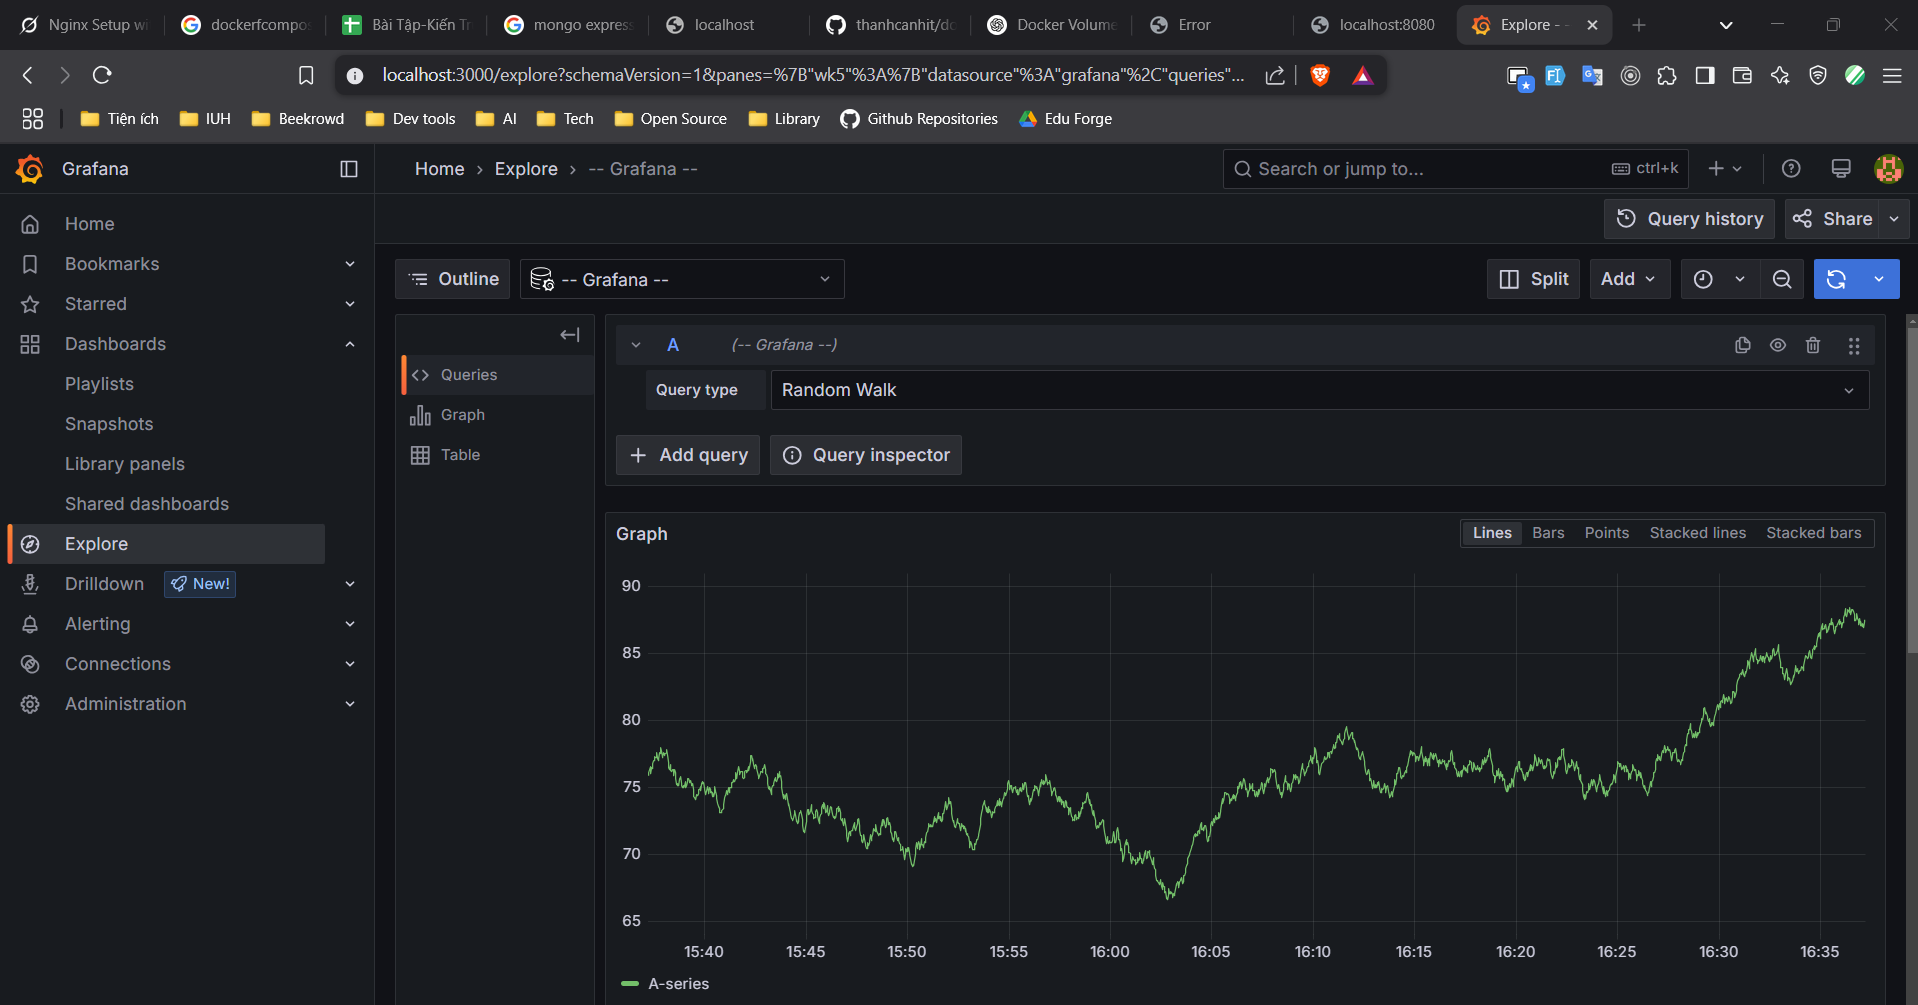 Nginx Setup wi
dockerfcompos
Bài Tập-Kiến Tr
mongo express
localhost
thanhcanhit/do
Docker Volume
Error
localhost:8080
Explore - -
localhost:3000/explore?schemaVersion=1&panes=%7B"wk5"%3A%7B"datasource"%3A"grafana"%2C"queries"...
Tiện ích
IUH
Beekrowd
Dev tools
AI
Tech
Open Source
Library
Github Repositories
Edu Forge
Grafana
Home › Explore › -- Grafana --
Search or jump to...
ctrl+k
Query history
Share
Home
Bookmarks
Starred
Dashboards
Playlists
Snapshots
Library panels
Shared dashboards
Explore
Drilldown
New!
Alerting
Connections
Administration
Outline
-- Grafana --
Split
Add
Queries
Graph
Table
A
(-- Grafana --)
Query type
Random Walk
+ Add query
Query inspector
Graph
Lines
Bars
Points
Stacked lines
Stacked bars
90
85
80
75
70
65
15:40
15:45
15:50
15:55
16:00
16:05
16:10
16:15
16:20
16:25
16:30
16:35
A-series